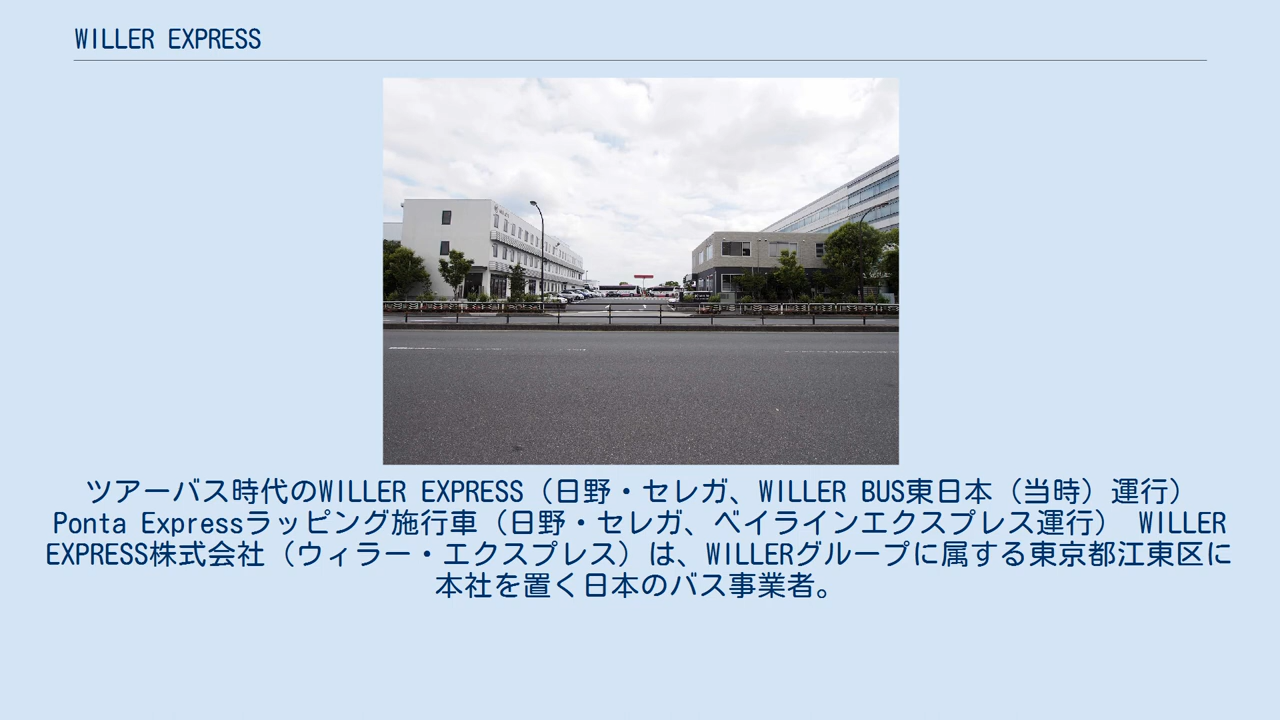 WILLER EXPRESS
ツアーバス時代のWILLER EXPRESS（日野・セレガ、WILLER BUS東日本（当時）運行）
Ponta Expressラッピング施行車（日野・セレガ、ベイラインエクスプレス運行） WILLER
EXPRESS株式会社（ウィラー・エクスプレス）は、WILLERグループに属する東京都江東区に
本社を置く日本のバス事業者。